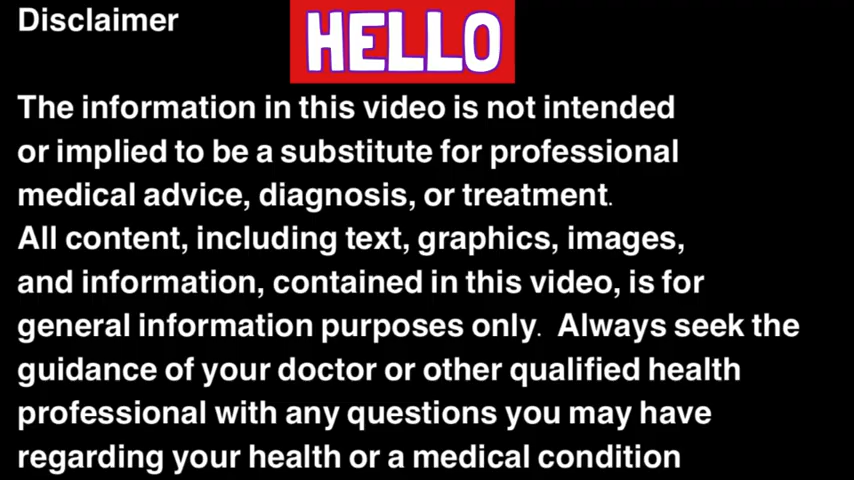 Disclaimer
HELLO
The information in this video is not intended
or implied to be a substitute for professional
medical advice, diagnosis, or treatment.
All content, including text, graphics, images,
and information, contained in this video, is for
general information purposes only.  Always seek the
guidance of your doctor or other qualified health
professional with any questions you may have
regarding your health or a medical condition